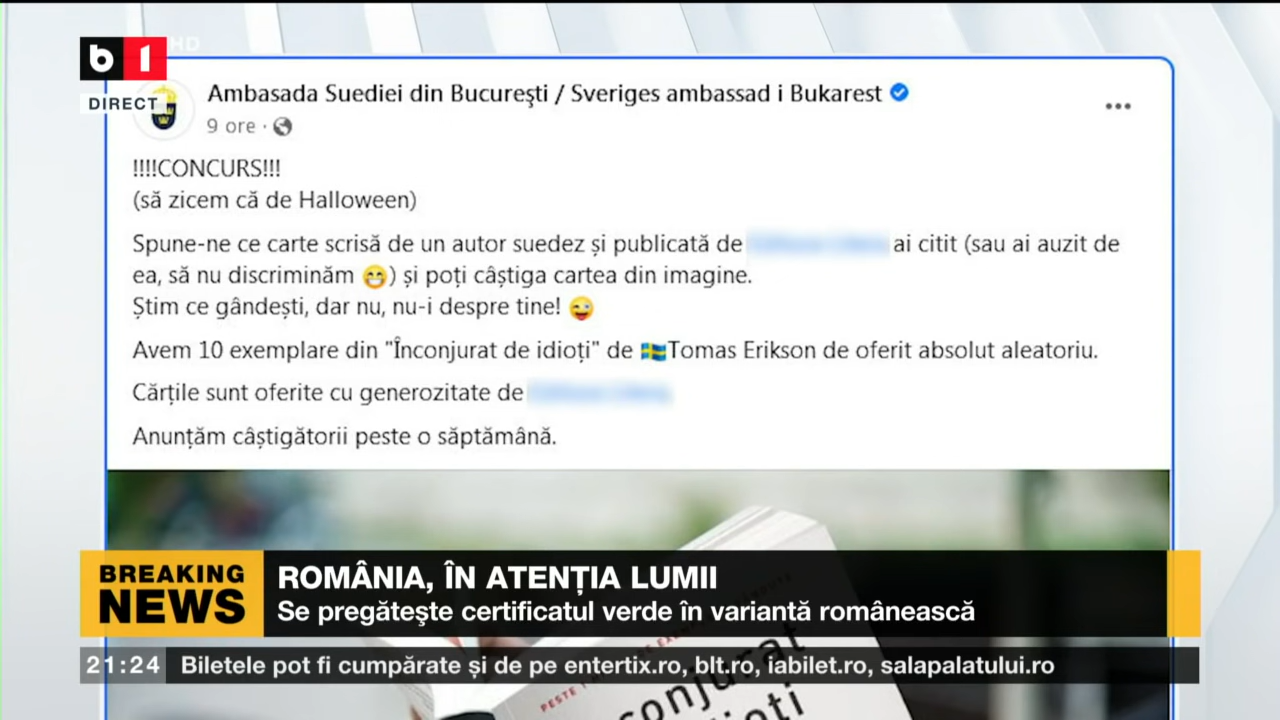 b1
HD
DIRECT
Ambasada Suediei din Bucureşti / Sveriges ambassad i Bukarest
9 ore ·
!!!!CONCURS!!!
(să zicem că de Halloween)
Spune-ne ce carte scrisă de un autor suedez și publicată de ai citit (sau ai auzit de
ea, să nu discriminăm 😁) și poți câștiga cartea din imagine.
Știm ce gândești, dar nu, nu-i despre tine! 😜
Avem 10 exemplare din "Înconjurat de idioți" de 🇸🇪Tomas Erikson de oferit absolut aleatoriu.
Cărțile sunt oferite cu generozitate de
Anunțăm câștigătorii peste o săptămână.
BREAKING
NEWS
ROMÂNIA, ÎN ATENȚIA LUMII
Se pregăteşte certificatul verde în variantă românească
21:24 Biletele pot fi cumpărate și de pe entertix.ro, blt.ro, iabilet.ro, salapalatului.ro
PESTE